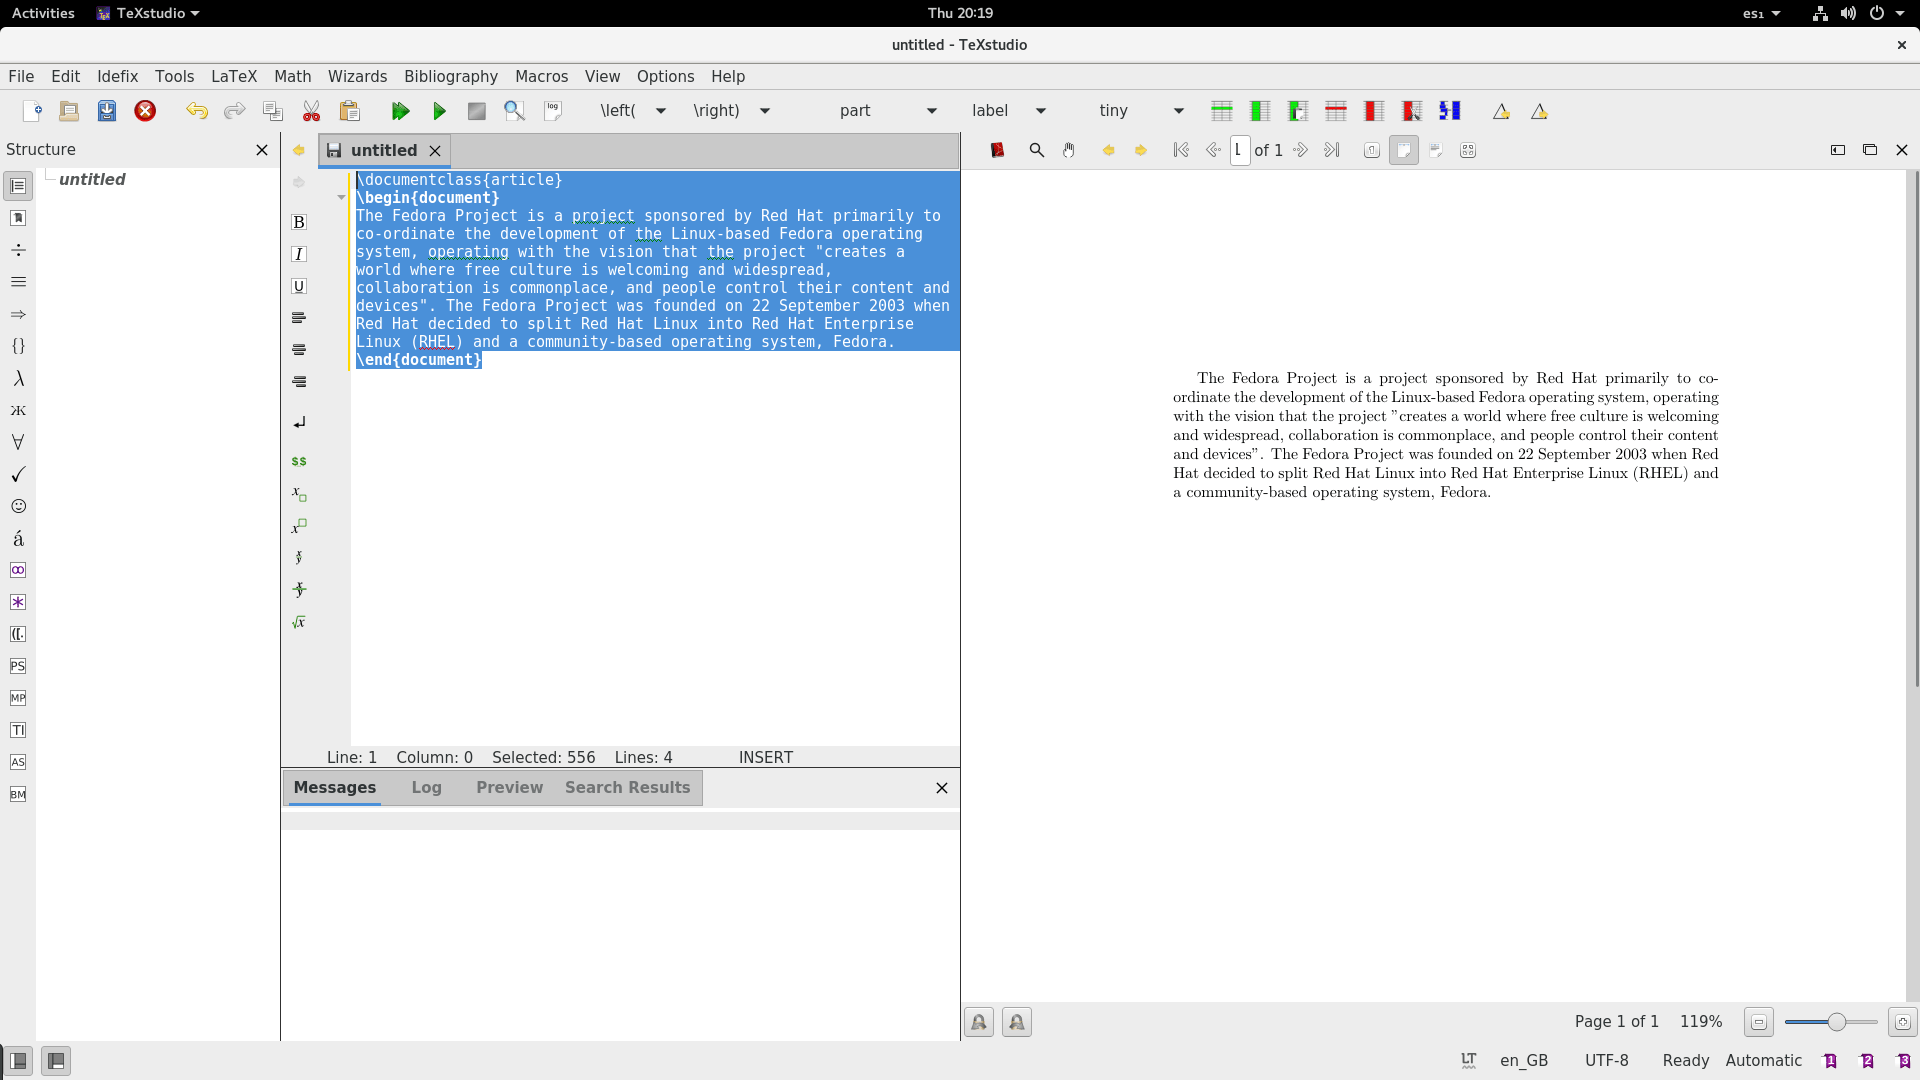 Activities TeXstudio Thu 20:19 es1
untitled - TeXstudio
File Edit Idefix Tools LaTeX Math Wizards Bibliography Macros View Options Help
log \left( \right) part label tiny
Structure
untitled
of 1
untitled
\documentclass{article}
\begin{document}
The Fedora Project is a project sponsored by Red Hat primarily to
co-ordinate the development of the Linux-based Fedora operating
system, operating with the vision that the project "creates a
world where free culture is welcoming and widespread,
collaboration is commonplace, and people control their content and
devices". The Fedora Project was founded on 22 September 2003 when
Red Hat decided to split Red Hat Linux into Red Hat Enterprise
Linux (RHEL) and a community-based operating system, Fedora.
\end{document}
B
I
U
{}
λ
ж
∀
á
$$
PS
MP
TI
AS
BM
The Fedora Project is a project sponsored by Red Hat primarily to co-
ordinate the development of the Linux-based Fedora operating system, operating
with the vision that the project ”creates a world where free culture is welcoming
and widespread, collaboration is commonplace, and people control their content
and devices”. The Fedora Project was founded on 22 September 2003 when Red
Hat decided to split Red Hat Linux into Red Hat Enterprise Linux (RHEL) and
a community-based operating system, Fedora.
Line: 1 Column: 0 Selected: 556 Lines: 4 INSERT
Messages Log Preview Search Results
Page 1 of 1 119%
LT en_GB UTF-8 Ready Automatic 1 2 3